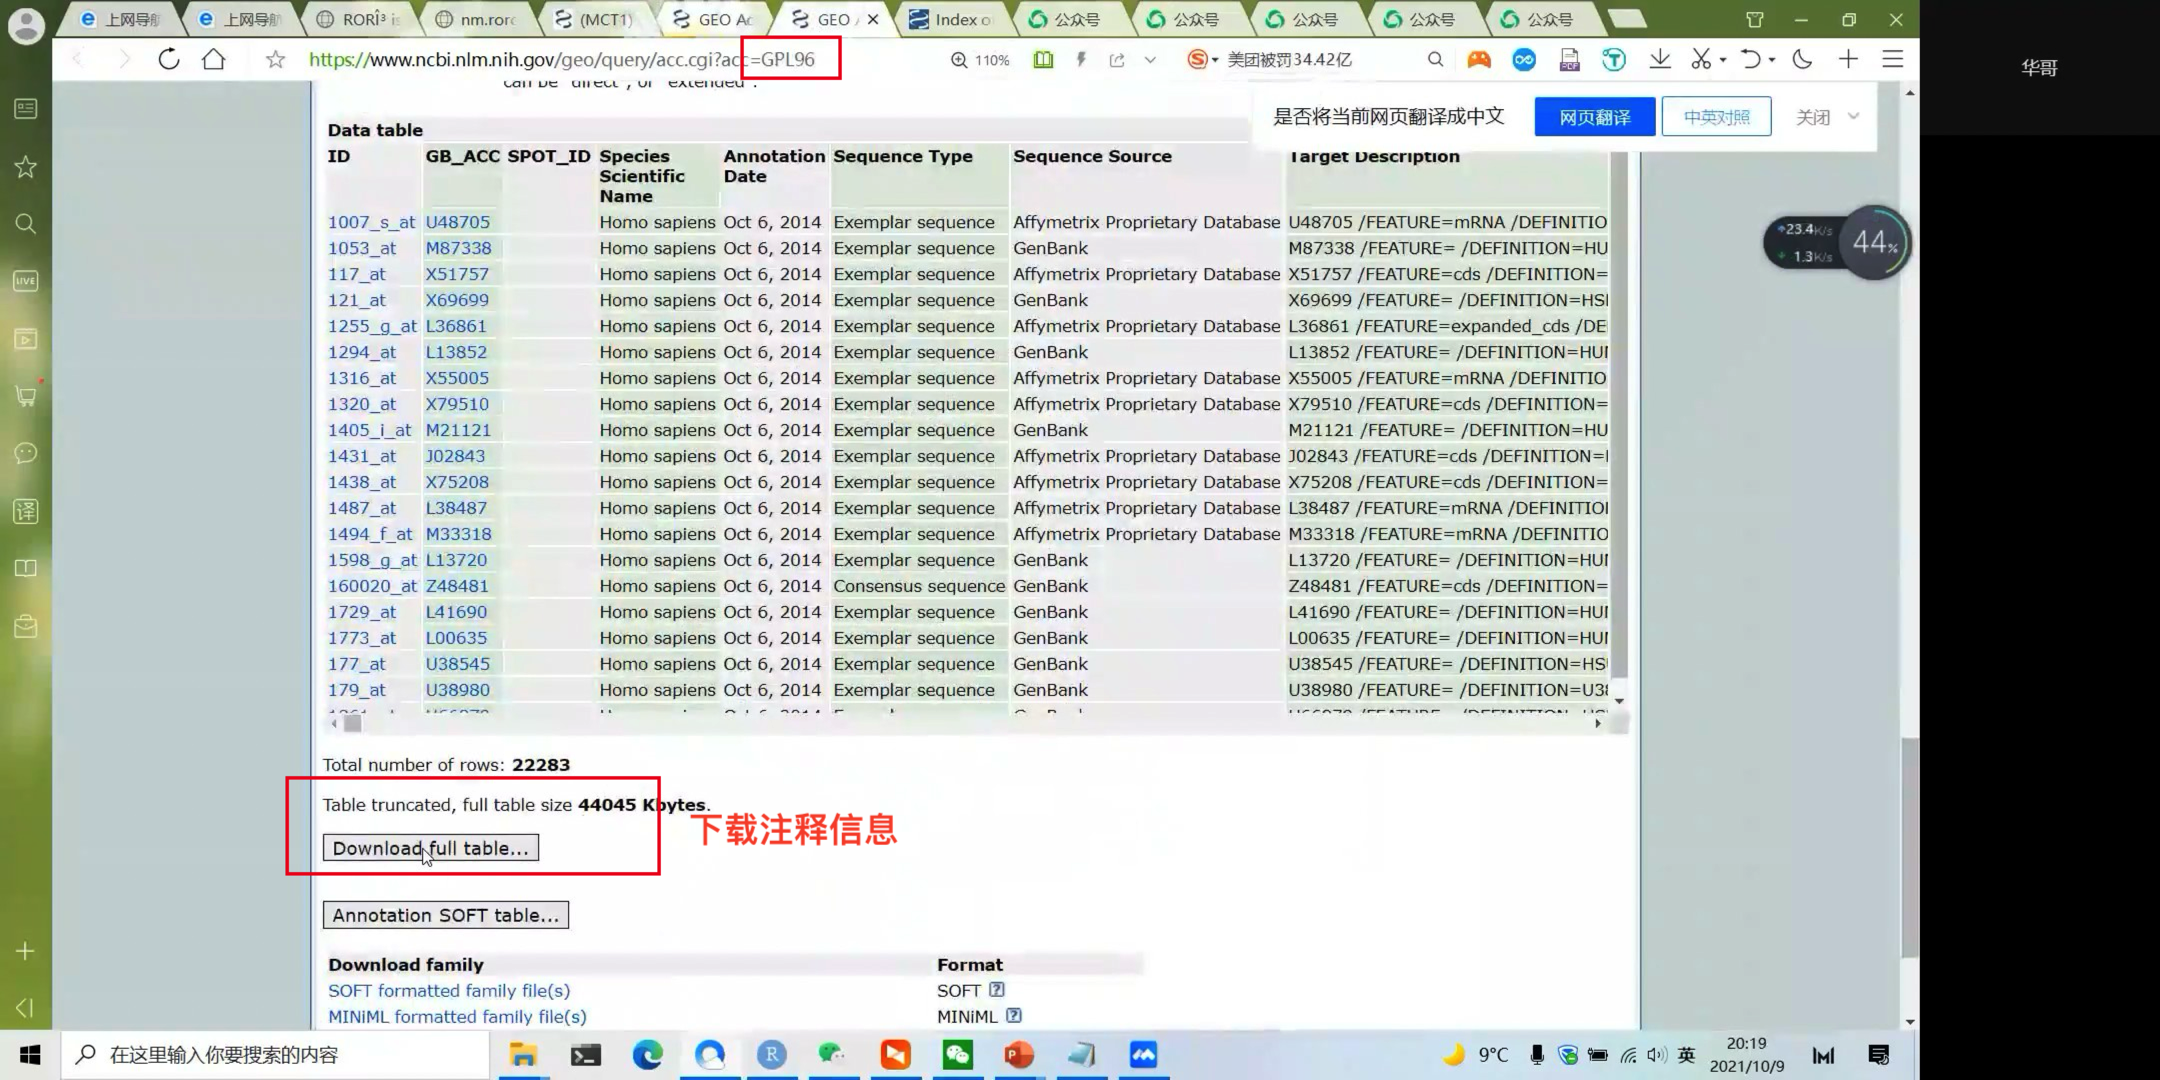 上网导航
上网导航
RORγ is
nm.rorc
(MCT1)
GEO Ac
GEO A
Index o
公众号
公众号
公众号
公众号
公众号
https://www.ncbi.nlm.nih.gov/geo/query/acc.cgi?acc=GPL96
110%
美团被罚34.42亿
华哥
can be "direct", or "extended".
是否将当前网页翻译成中文
网页翻译
中英对照
关闭
Data table
ID GB_ACC SPOT_ID Species Scientific Name Annotation Date Sequence Type Sequence Source Target Description
1007_s_at U48705 Homo sapiens Oct 6, 2014 Exemplar sequence Affymetrix Proprietary Database U48705 /FEATURE=mRNA /DEFINITIO
1053_at M87338 Homo sapiens Oct 6, 2014 Exemplar sequence GenBank M87338 /FEATURE= /DEFINITION=HU
117_at X51757 Homo sapiens Oct 6, 2014 Exemplar sequence Affymetrix Proprietary Database X51757 /FEATURE=cds /DEFINITION=
121_at X69699 Homo sapiens Oct 6, 2014 Exemplar sequence GenBank X69699 /FEATURE= /DEFINITION=HS
1255_g_at L36861 Homo sapiens Oct 6, 2014 Exemplar sequence Affymetrix Proprietary Database L36861 /FEATURE=expanded_cds /DE
1294_at L13852 Homo sapiens Oct 6, 2014 Exemplar sequence GenBank L13852 /FEATURE= /DEFINITION=HU
1316_at X55005 Homo sapiens Oct 6, 2014 Exemplar sequence Affymetrix Proprietary Database X55005 /FEATURE=mRNA /DEFINITIO
1320_at X79510 Homo sapiens Oct 6, 2014 Exemplar sequence Affymetrix Proprietary Database X79510 /FEATURE=cds /DEFINITION=
1405_i_at M21121 Homo sapiens Oct 6, 2014 Exemplar sequence GenBank M21121 /FEATURE= /DEFINITION=HU
1431_at J02843 Homo sapiens Oct 6, 2014 Exemplar sequence Affymetrix Proprietary Database J02843 /FEATURE=cds /DEFINITION=
1438_at X75208 Homo sapiens Oct 6, 2014 Exemplar sequence Affymetrix Proprietary Database X75208 /FEATURE=cds /DEFINITION=
1487_at L38487 Homo sapiens Oct 6, 2014 Exemplar sequence Affymetrix Proprietary Database L38487 /FEATURE=mRNA /DEFINITIO
1494_f_at M33318 Homo sapiens Oct 6, 2014 Exemplar sequence Affymetrix Proprietary Database M33318 /FEATURE=mRNA /DEFINITIO
1598_g_at L13720 Homo sapiens Oct 6, 2014 Exemplar sequence GenBank L13720 /FEATURE= /DEFINITION=HU
160020_at Z48481 Homo sapiens Oct 6, 2014 Consensus sequence GenBank Z48481 /FEATURE=cds /DEFINITION=
1729_at L41690 Homo sapiens Oct 6, 2014 Exemplar sequence GenBank L41690 /FEATURE= /DEFINITION=HU
1773_at L00635 Homo sapiens Oct 6, 2014 Exemplar sequence GenBank L00635 /FEATURE= /DEFINITION=HU
177_at U38545 Homo sapiens Oct 6, 2014 Exemplar sequence GenBank U38545 /FEATURE= /DEFINITION=HS
179_at U38980 Homo sapiens Oct 6, 2014 Exemplar sequence GenBank U38980 /FEATURE= /DEFINITION=U38
23.4K/s
1.3K/s
44%
LIVE
译
Total number of rows: 22283
Table truncated, full table size 44045 Kbytes.
下载注释信息
Download full table...
Annotation SOFT table...
Download family Format
SOFT formatted family file(s) SOFT ?
MINiML formatted family file(s) MINiML ?
在这里输入你要搜索的内容
9°C
英
20:19
2021/10/9